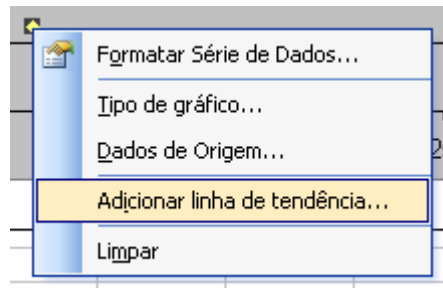 Formatar Série de Dados...
Tipo de gráfico...
Dados de Origem...
Adicionar linha de tendência...
Limpar